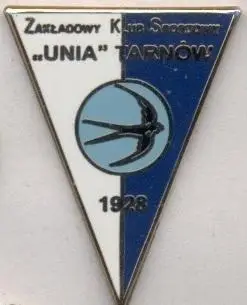 ZAKŁADOWY KLUB SPORTOWY
„UNIA” TARNÓW
1928